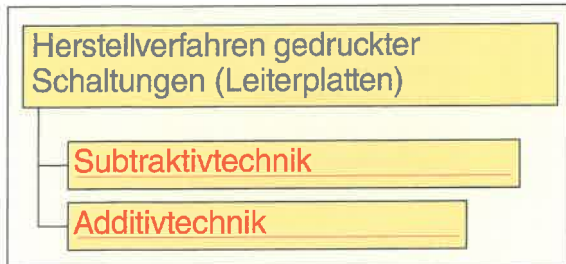 Herstellverfahren gedruckter
Schaltungen (Leiterplatten)
Subtraktivtechnik
Additivtechnik